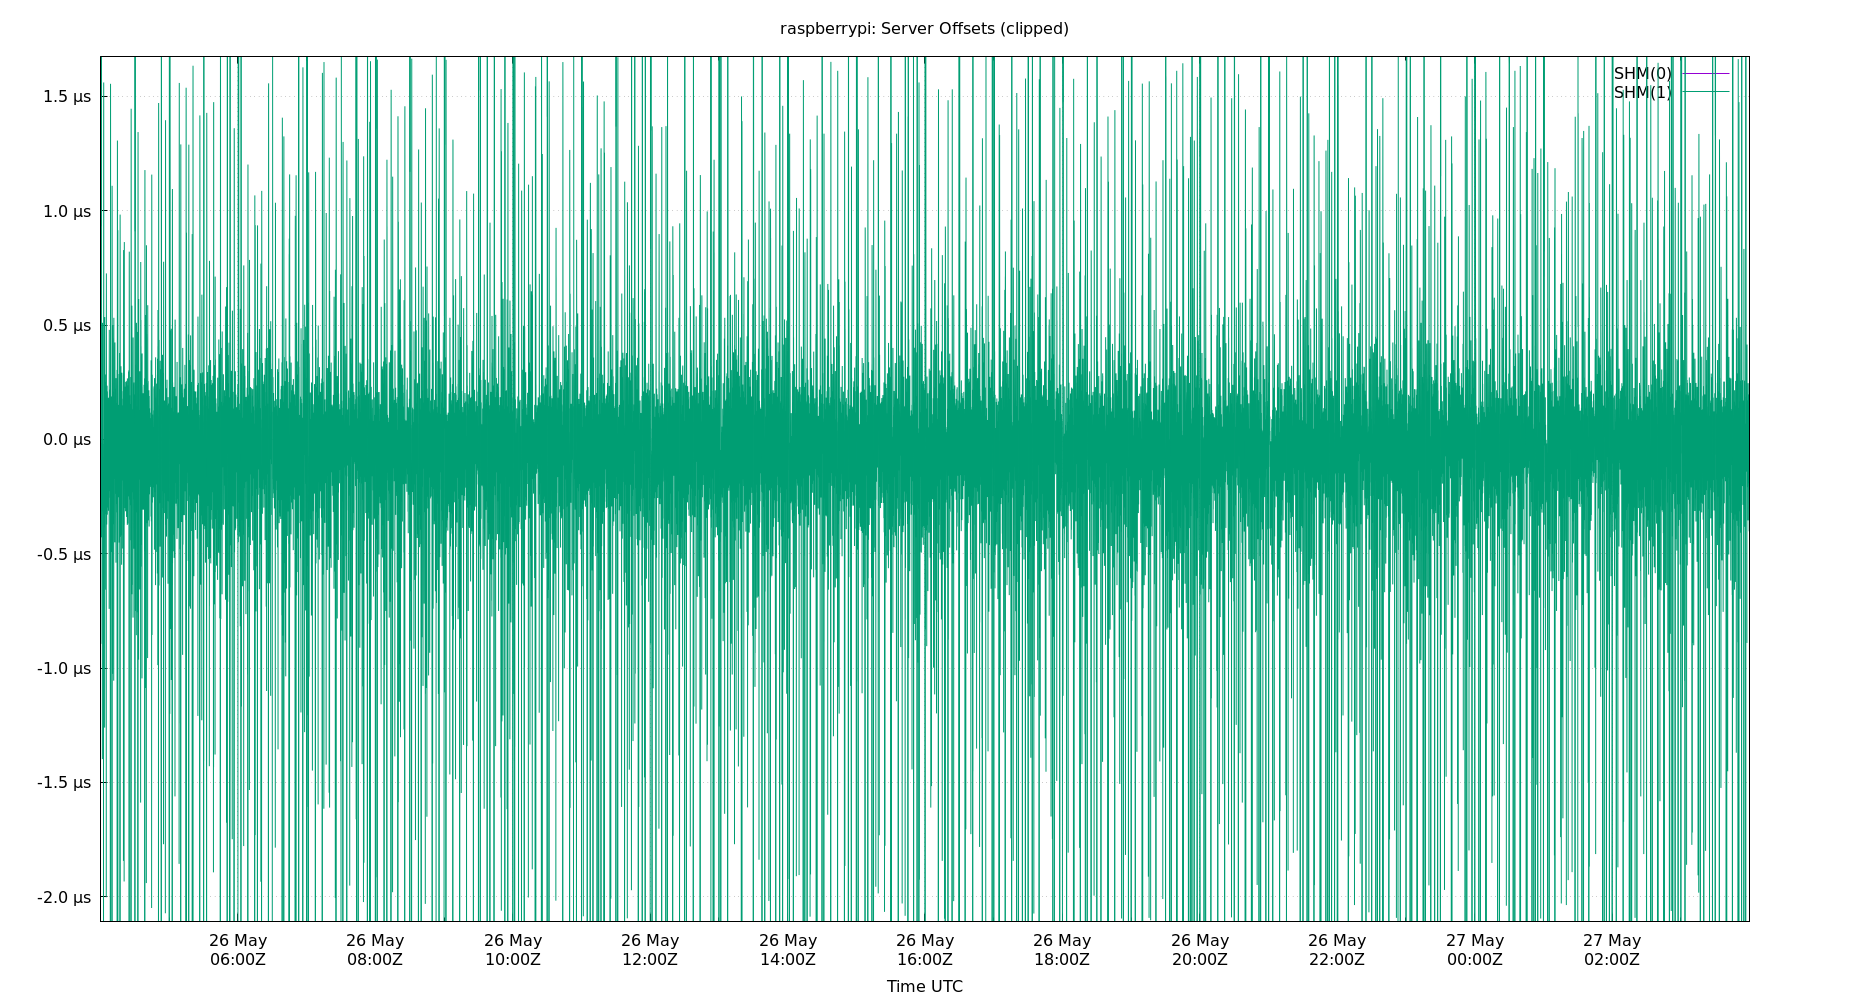 raspberrypi: Server Offsets (clipped)
SHM(0)
SHM(1)
1.5 µs
1.0 µs
0.5 µs
0.0 µs
-0.5 µs
-1.0 µs
-1.5 µs
-2.0 µs
26 May 26 May 26 May 26 May 26 May 26 May 26 May 26 May 26 May 27 May 27 May
06:00Z 08:00Z 10:00Z 12:00Z 14:00Z 16:00Z 18:00Z 20:00Z 22:00Z 00:00Z 02:00Z
Time UTC